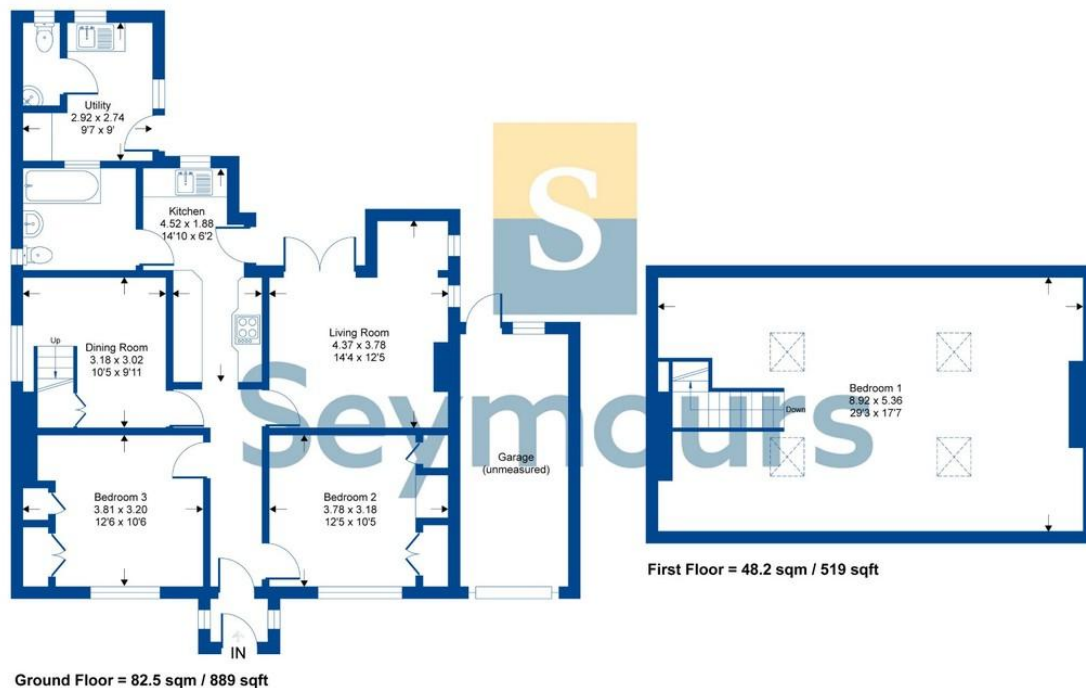 Utility
2.92 x 2.74
9'7 x 9'
Kitchen
4.52 x 1.88
14'10 x 6'2
S
Up
Dining Room
3.18 x 3.02
10'5 x 9'11
Living Room
4.37 x 3.78
14'4 x 12'5
Bedroom 1
8.92 x 5.36
29'3 x 17'7
Down
Seymours
Garage
(unmeasured)
Bedroom 3
3.81 x 3.20
12'6 x 10'6
Bedroom 2
3.78 x 3.18
12'5 x 10'5
First Floor = 48.2 sqm / 519 sqft
IN
Ground Floor = 82.5 sqm / 889 sqft